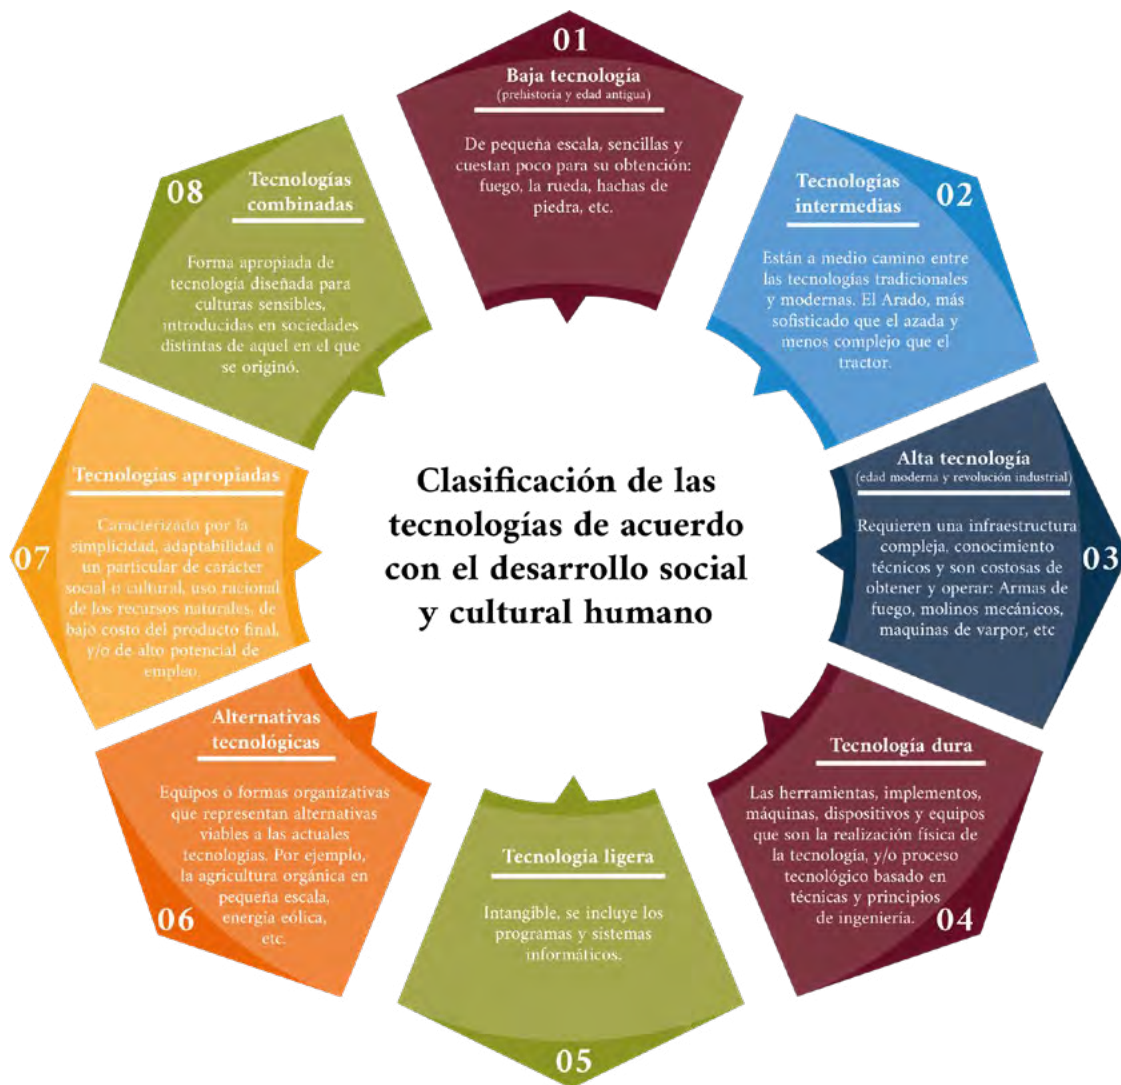 01
Baja tecnología
(prehistoria y edad antigua)
De pequeña escala, sencillas y
cuestan poco para su obtención:
fuego, la rueda, hachas de
piedra, etc.
02
Tecnologías
intermedias
Están a medio camino entre
las tecnologías tradicionales
y modernas. El Arado, más
sofisticado que el azada y
menos complejo que el
tractor.
03
Alta tecnología
(edad moderna y revolución industrial)
Requieren una infraestructura
compleja, conocimiento
técnicos y son costosas de
obtener y operar: Armas de
fuego, molinos mecánicos,
maquinas de varpor, etc
04
Tecnología dura
Las herramientas, implementos,
máquinas, dispositivos y equipos
que son la realización física de
la tecnología, y/o proceso
tecnológico basado en
técnicas y principios
de ingeniería.
05
Tecnología ligera
Intangible, se incluye los
programas y sistemas
informáticos.
06
Alternativas
tecnológicas
Equipos o formas organizativas
que representan alternativas
viables a las actuales
tecnologías. Por ejemplo,
la agricultura orgánica en
pequeña escala,
energía eólica,
etc.
07
Tecnologías apropiadas
Caracterizado por la
simplicidad, adaptabilidad a
un particular de carácter
social o cultural, uso racional
de los recursos naturales, de
bajo costo del producto final,
y/o de alto potencial de
empleo.
08
Tecnologías
combinadas
Forma apropiada de
tecnología diseñada para
culturas sensibles,
introducidas en sociedades
distintas de aquel en el que
se originó.
Clasificación de las
tecnologías de acuerdo
con el desarrollo social
y cultural humano